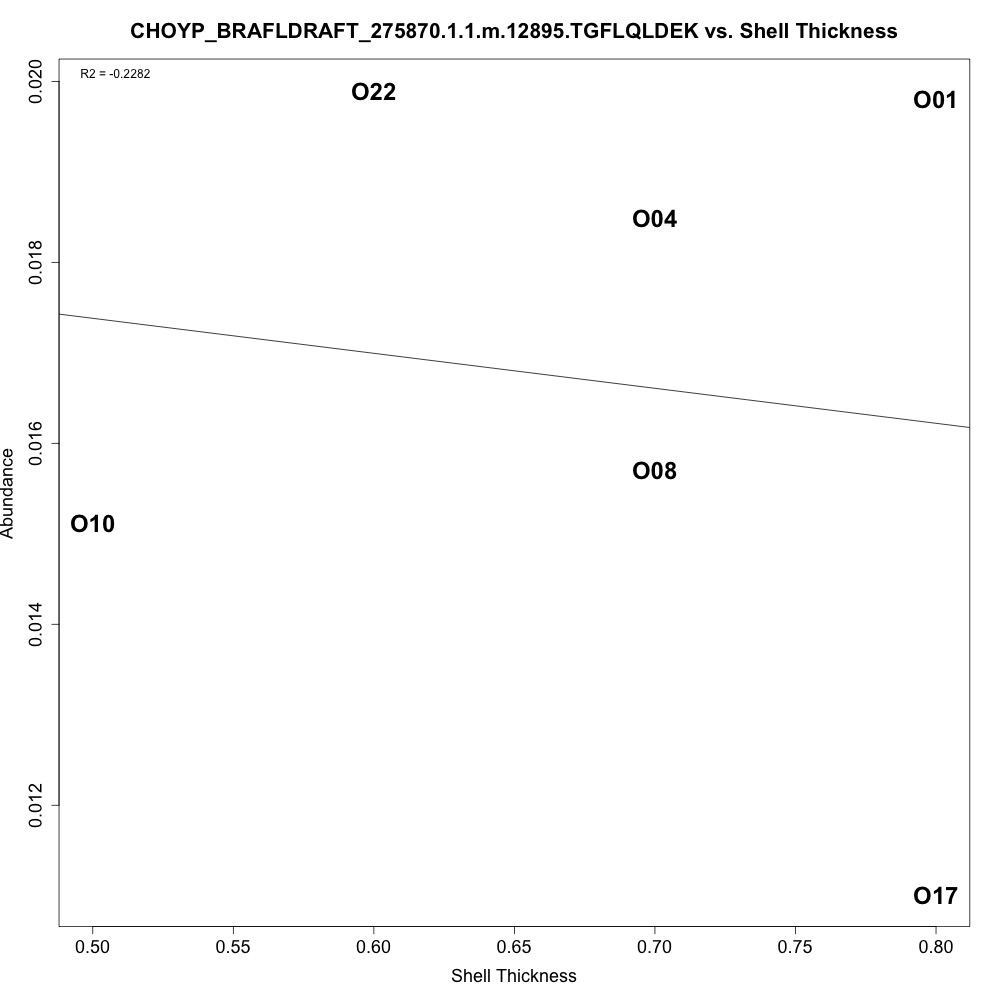 CHOYP_BRAFLDRAFT_275870.1.1.m.12895.TGFLQLDEK vs. Shell Thickness
R2 = -0.2282
O22
O01
O04
O08
O10
O17
0.020
0.018
0.016
0.014
0.012
Abundance
0.50 0.55 0.60 0.65 0.70 0.75 0.80
Shell Thickness